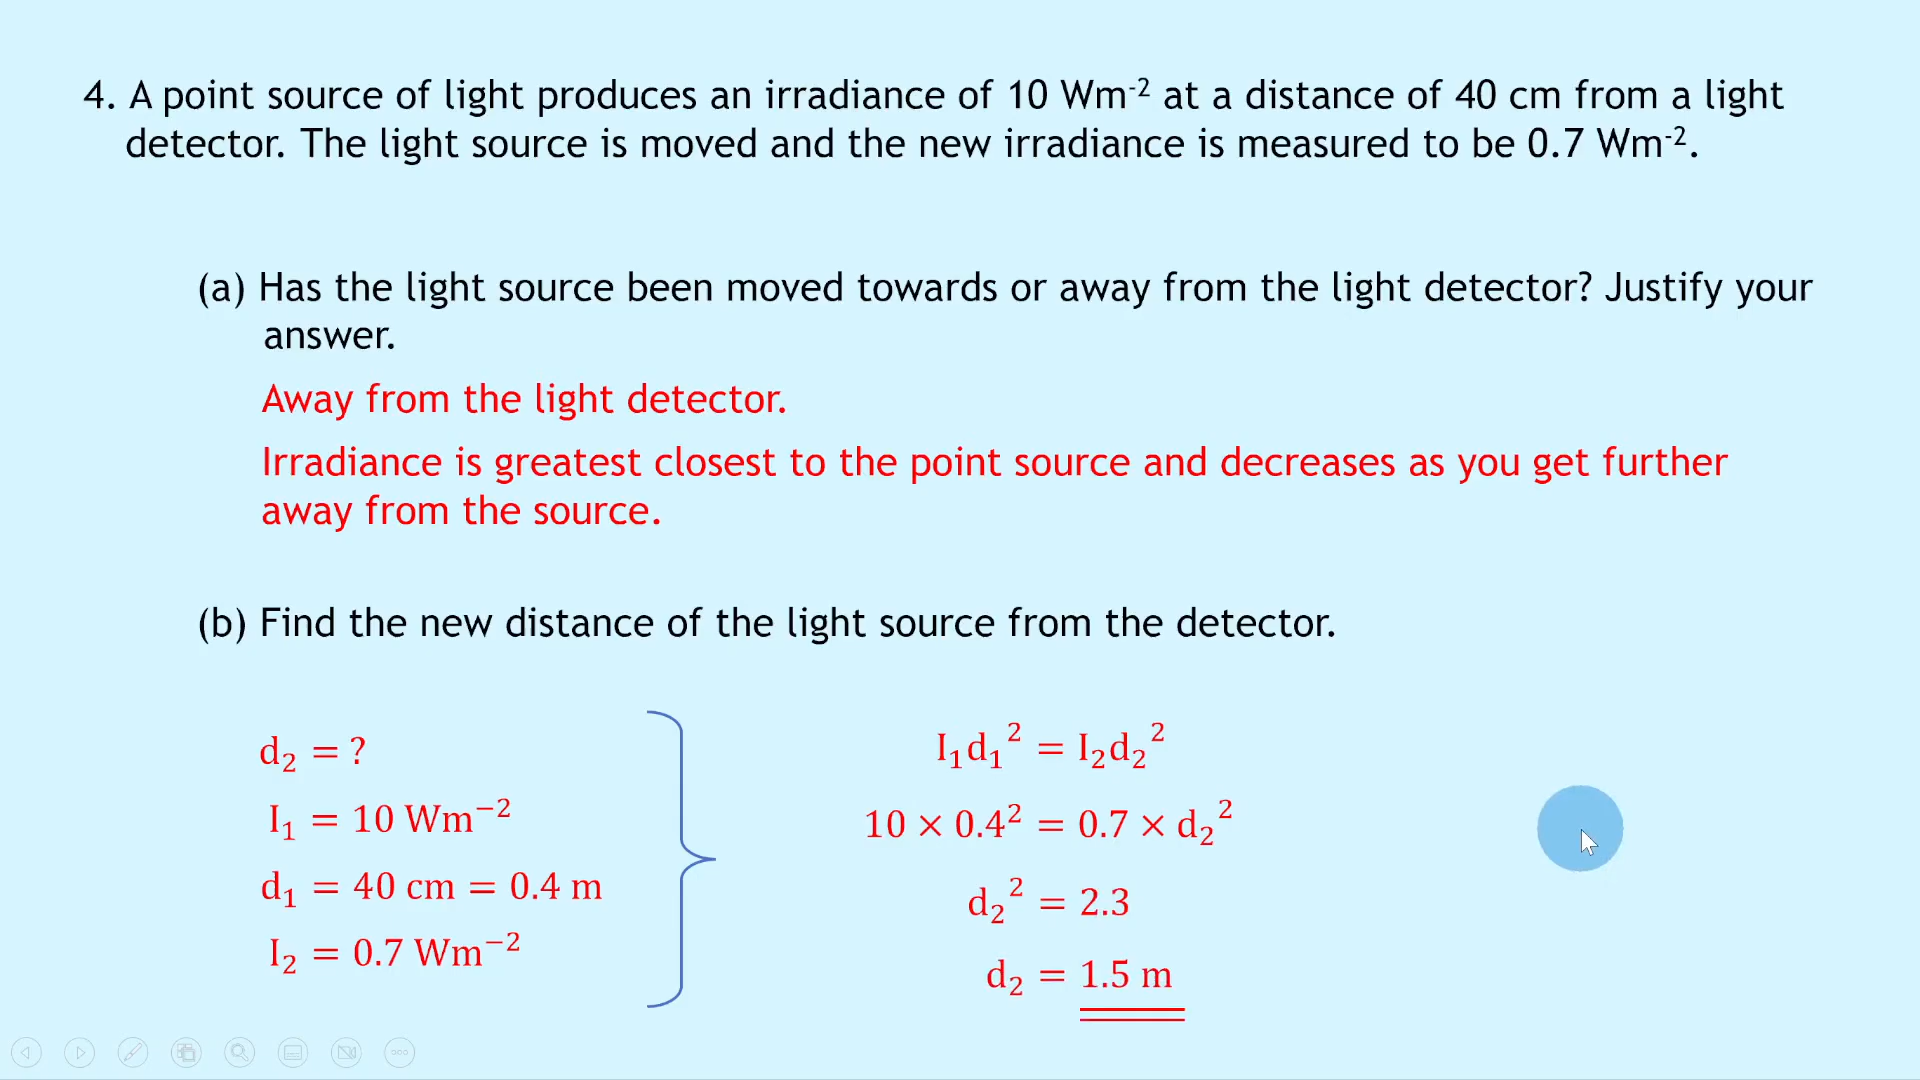 4. A point source of light produces an irradiance of 10 Wm⁻² at a distance of 40 cm from a light
detector. The light source is moved and the new irradiance is measured to be 0.7 Wm⁻².
(a) Has the light source been moved towards or away from the light detector? Justify your
answer.
Away from the light detector.
Irradiance is greatest closest to the point source and decreases as you get further
away from the source.
(b) Find the new distance of the light source from the detector.
d₂ = ?
I₁ = 10 Wm⁻²
d₁ = 40 cm = 0.4 m
I₂ = 0.7 Wm⁻²
I₁d₁² = I₂d₂²
10 × 0.4² = 0.7 × d₂²
d₂² = 2.3
d₂ = 1.5 m